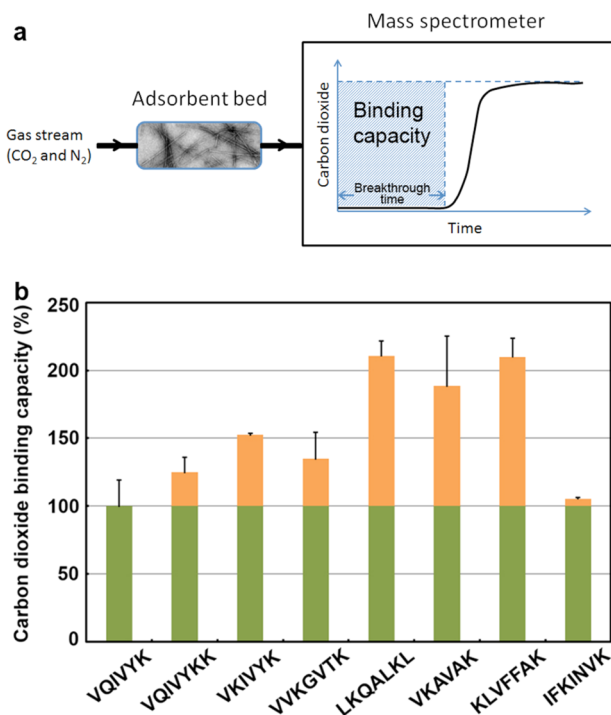 a
Mass spectrometer
Adsorbent bed
Gas stream
(CO₂ and N₂)
Carbon dioxide
Binding
capacity
Breakthrough
time
Time
b
Carbon dioxide binding capacity (%)
250
200
150
100
50
0
VQIVYK
VQIVYKK
VKIVYK
VVKGVTK
LKQALKL
VKAVAK
KLVFFAK
IFKINVK